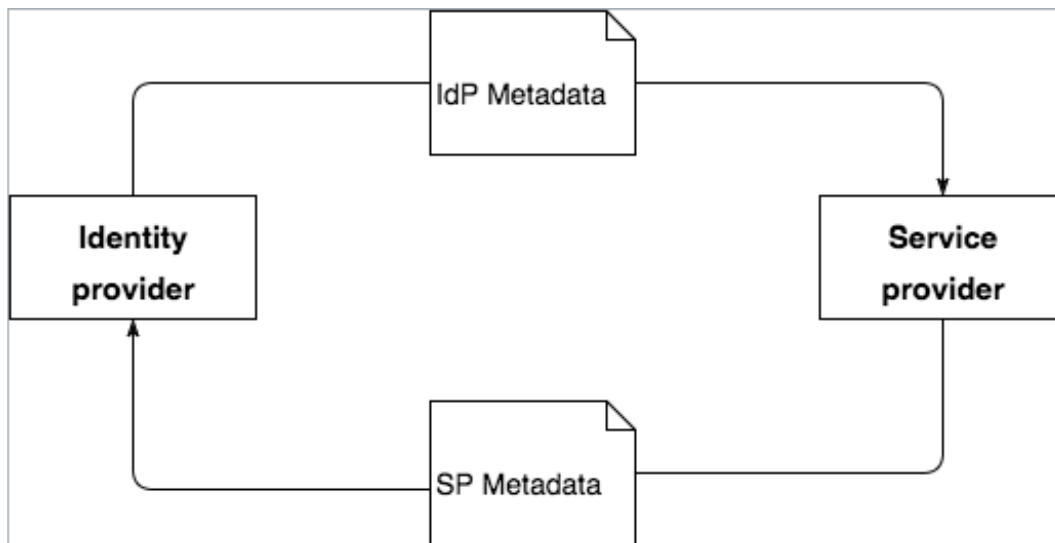 IdP Metadata
Identity
provider
Service
provider
SP Metadata